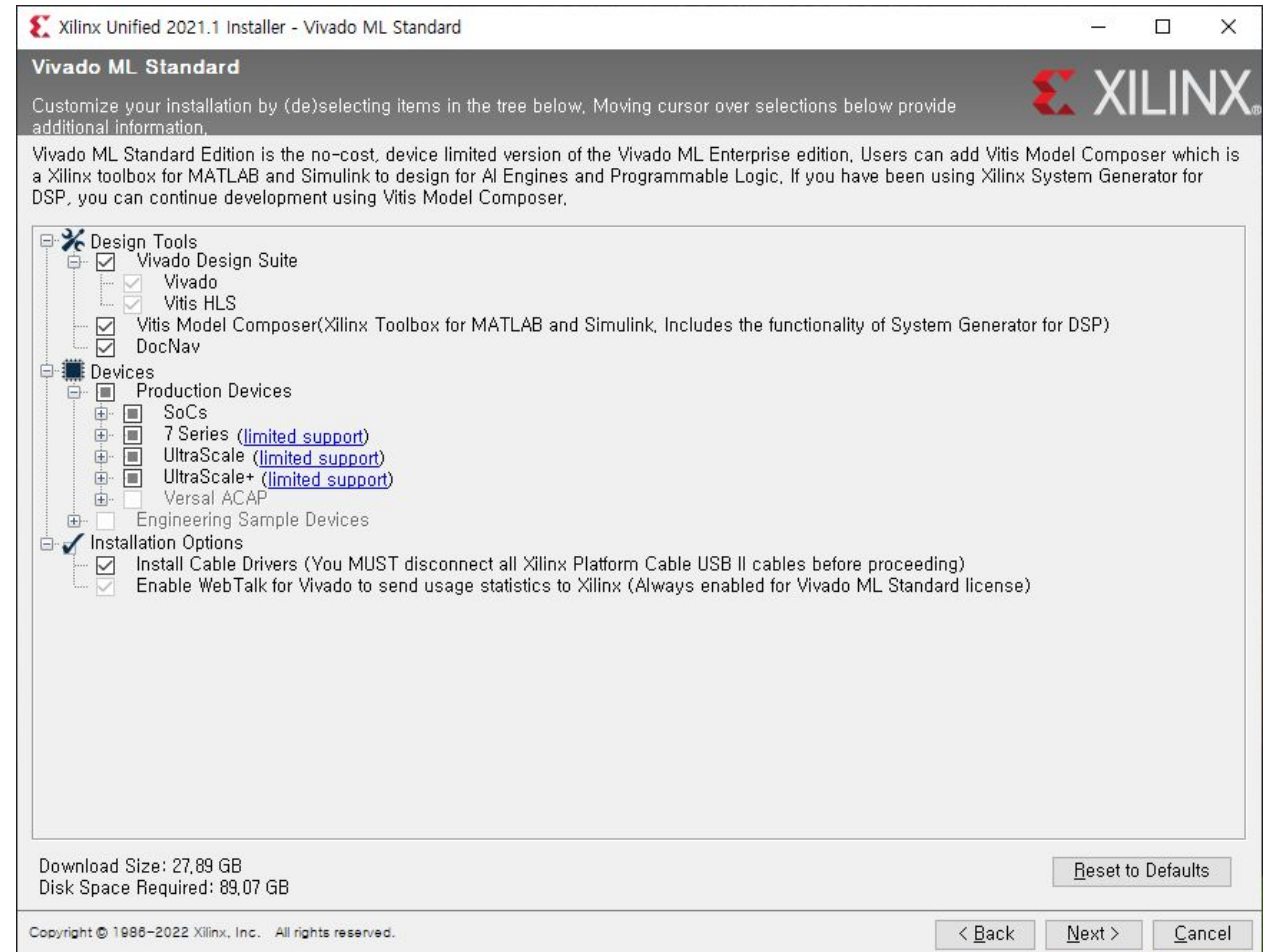 Xilinx Unified 2021.1 Installer - Vivado ML Standard
Vivado ML Standard
Customize your installation by (de)selecting items in the tree below, Moving cursor over selections below provide
additional information,
XILINX®
Vivado ML Standard Edition is the no-cost, device limited version of the Vivado ML Enterprise edition, Users can add Vitis Model Composer which is
a Xilinx toolbox for MATLAB and Simulink to design for AI Engines and Programmable Logic, If you have been using Xilinx System Generator for
DSP, you can continue development using Vitis Model Composer,
Design Tools
Vivado Design Suite
Vivado
Vitis HLS
Vitis Model Composer(Xilinx Toolbox for MATLAB and Simulink, Includes the functionality of System Generator for DSP)
DocNav
Devices
Production Devices
SoCs
7 Series (limited support)
UltraScale (limited support)
UltraScale+ (limited support)
Versal ACAP
Engineering Sample Devices
Installation Options
Install Cable Drivers (You MUST disconnect all Xilinx Platform Cable USB II cables before proceeding)
Enable WebTalk for Vivado to send usage statistics to Xilinx (Always enabled for Vivado ML Standard license)
Download Size: 27,89 GB
Disk Space Required: 89,07 GB
Reset to Defaults
Copyright © 1986-2022 Xilinx, Inc. All rights reserved.
< Back
Next >
Cancel